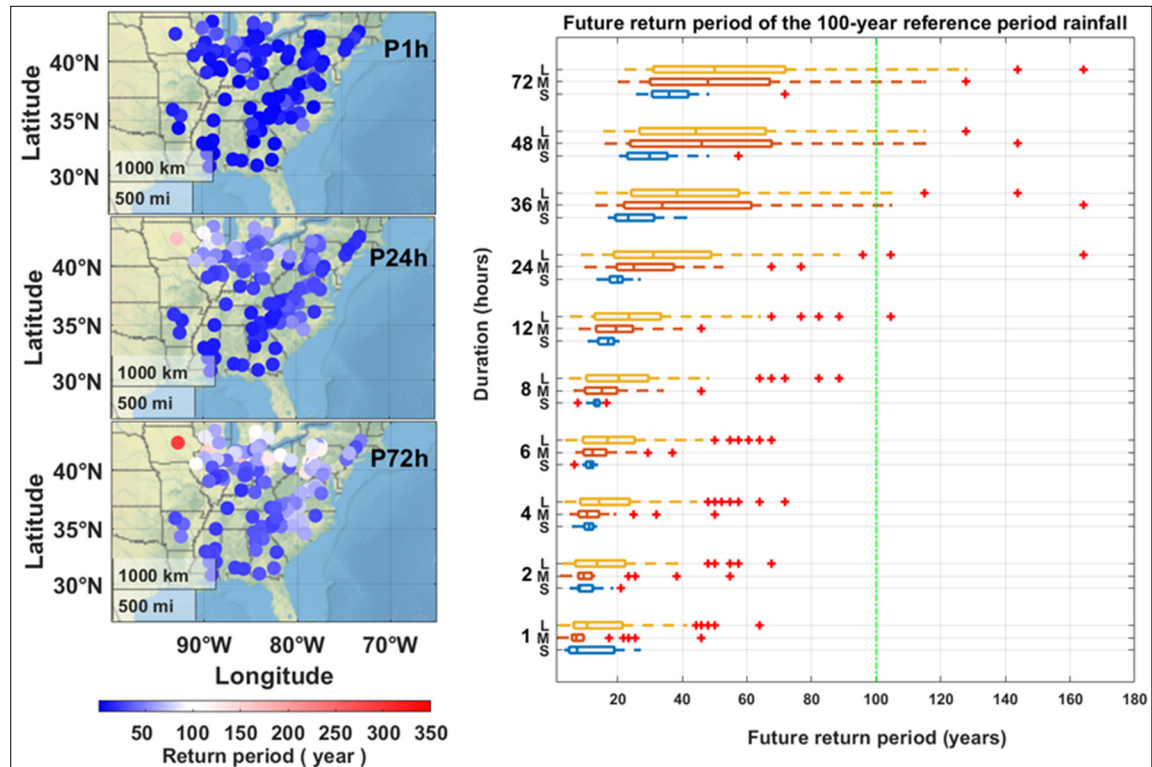 P1h
Latitude
40°N
35°N
30°N
1000 km
500 mi
P24h
Latitude
40°N
35°N
30°N
1000 km
500 mi
P72h
Latitude
40°N
35°N
30°N
1000 km
500 mi
90°W 80°W 70°W
Longitude
50 100 150 200 250 300 350
Return period ( year )
Future return period of the 100-year reference period rainfall
Duration (hours)
L
72 M
S
L
48 M
S
L
36 M
S
L
24 M
S
L
12 M
S
L
8 M
S
L
6 M
S
L
4 M
S
L
2 M
S
L
1 M
S
20 40 60 80 100 120 140 160 180
Future return period (years)